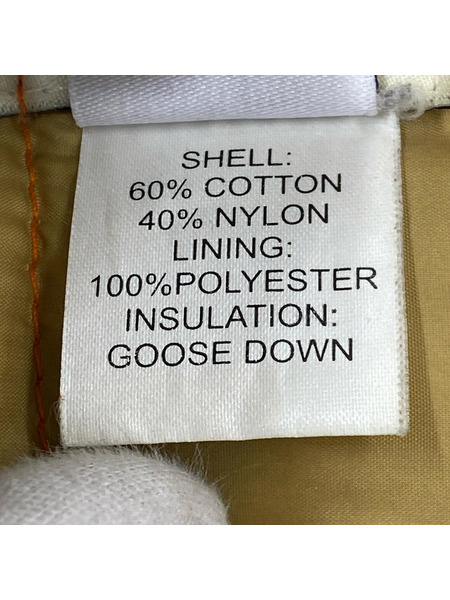 SHELL:
60% COTTON
40% NYLON
LINING:
100%POLYESTER
INSULATION:
GOOSE DOWN